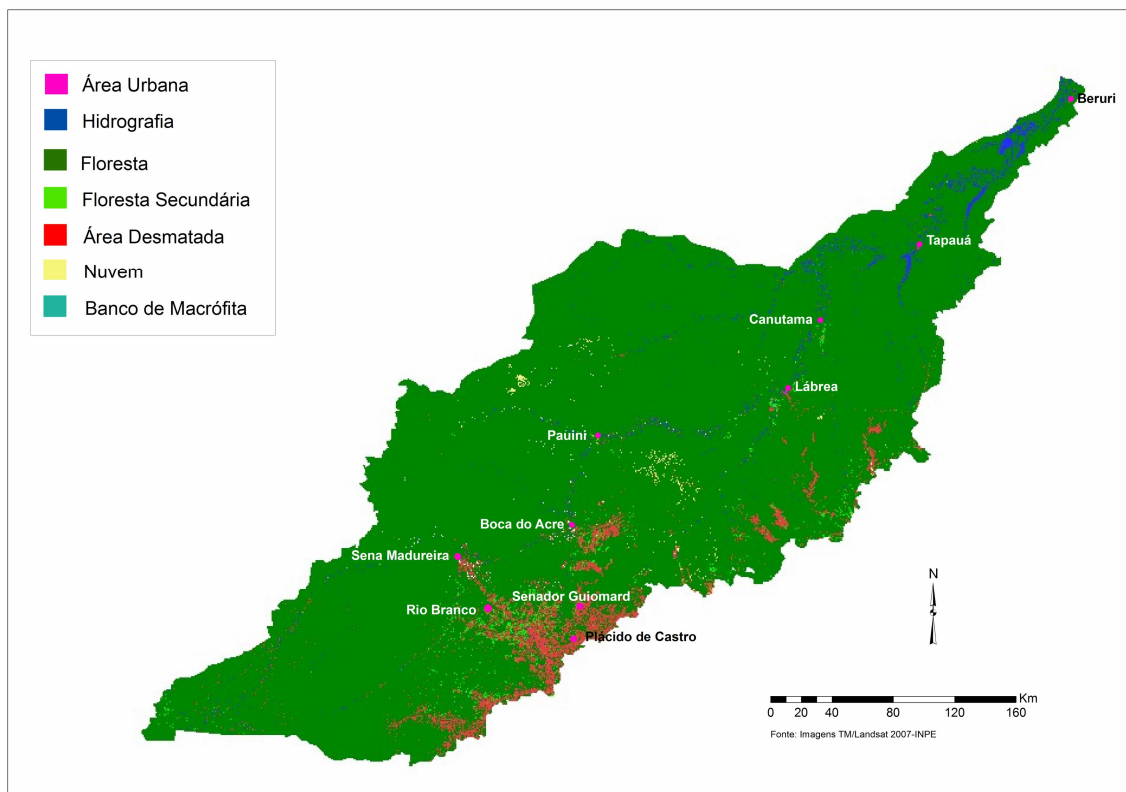 Área Urbana
Hidrografia
Floresta
Floresta Secundária
Área Desmatada
Nuvem
Banco de Macrófita
Beruri
Tapauá
Canutama
Lábrea
Pauini
Boca do Acre
Sena Madureira
Senador Guiomard
Rio Branco
Plácido de Castro
N
Km
0 20 40 80 120 160
Fonte: Imagens TM/Landsat 2007-INPE